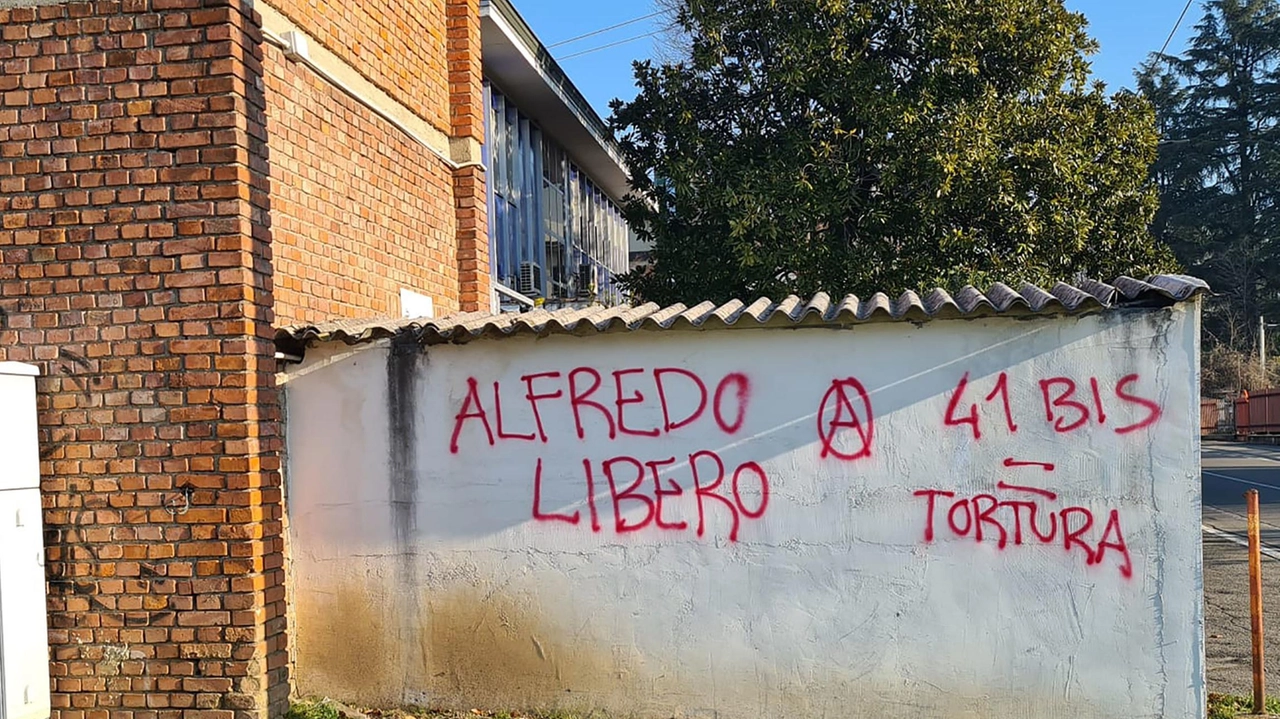 ALFREDO
LIBERO
Ⓐ
41 BIS
=
TORTURA